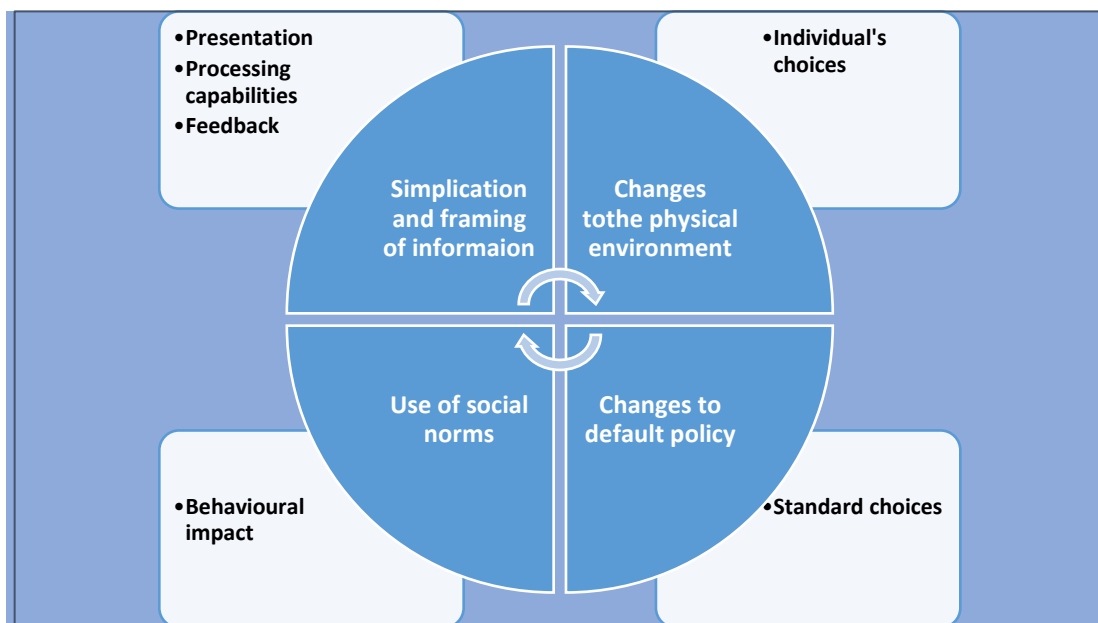 •Presentation
•Processing
capabilities
•Feedback
•Individual's
choices
Simplication
and framing
of informaion
Changes
tothe physical
environment
Use of social
norms
Changes to
default policy
•Behavioural
impact
•Standard choices